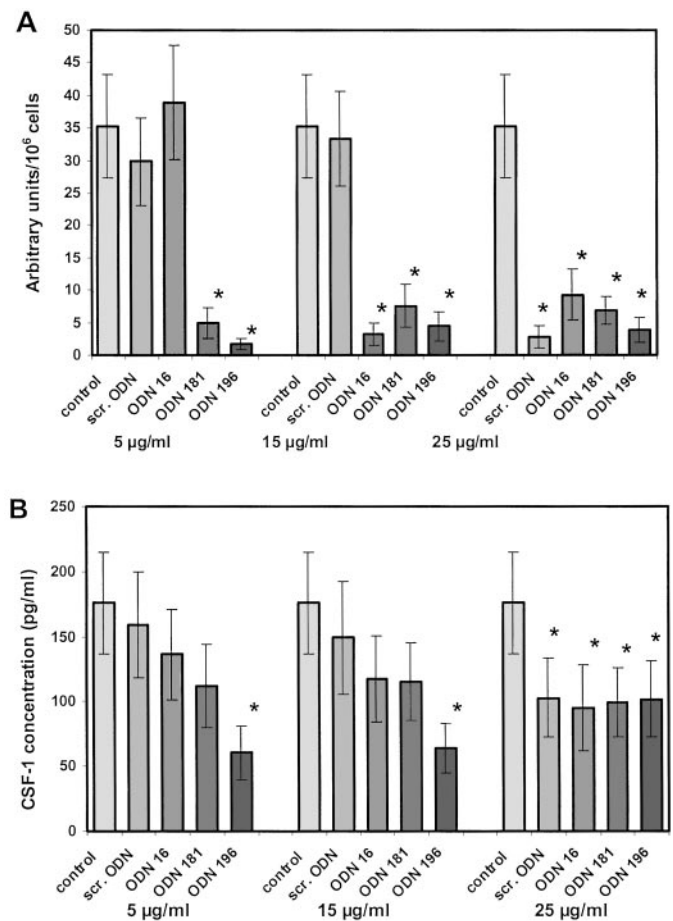 A
Arbitrary units/10⁶ cells
50
45
40
35
30
25
20
15
10
5
0
* * * * * * * * *
control scr. ODN ODN 16 ODN 181 ODN 196 control scr. ODN ODN 16 ODN 181 ODN 196 control scr. ODN ODN 16 ODN 181 ODN 196
5 µg/ml 15 µg/ml 25 µg/ml
B
CSF-1 concentration (pg/ml)
250
200
150
100
50
0
* * * * * *
control scr. ODN ODN 16 ODN 181 ODN 196 control scr. ODN ODN 16 ODN 181 ODN 196 control scr. ODN ODN 16 ODN 181 ODN 196
5 µg/ml 15 µg/ml 25 µg/ml